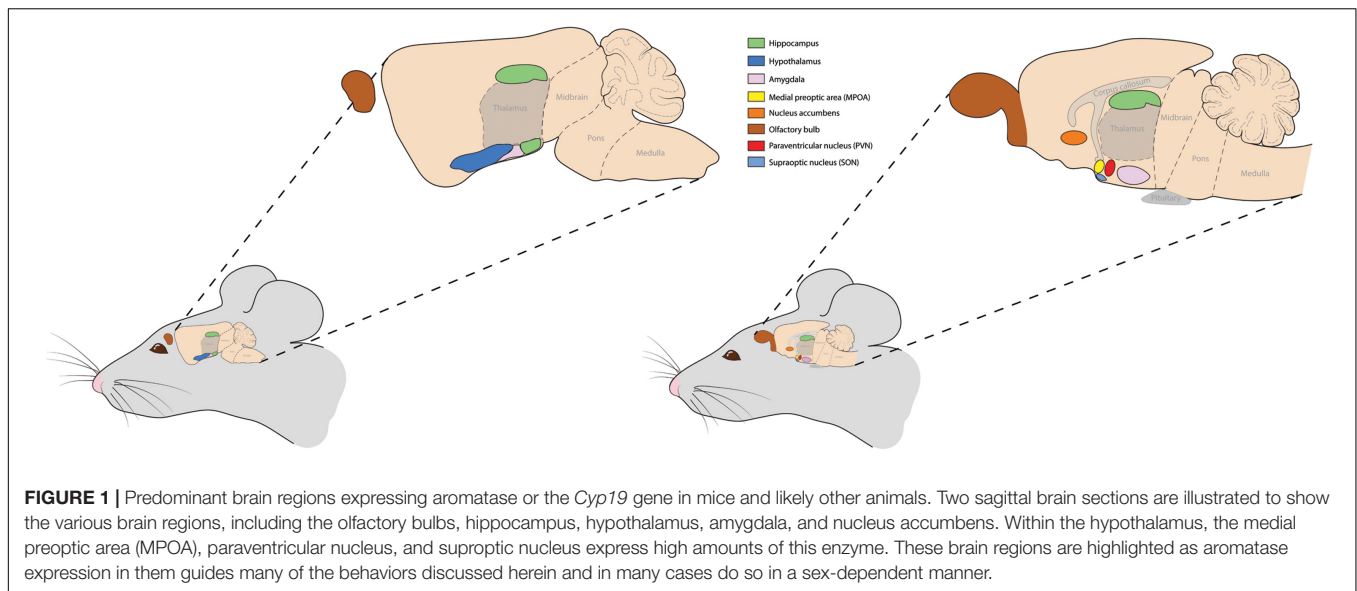 Hippocampus
Hypothalamus
Amygdala
Medial preoptic area (MPOA)
Nucleus accumbens
Olfactory bulb
Paraventricular nucleus (PVN)
Supraoptic nucleus (SON)
Thalamus
Midbrain
Pons
Medulla
Corpus callosum
Thalamus
Midbrain
Pons
Medulla
Pituitary
FIGURE 1 | Predominant brain regions expressing aromatase or the Cyp19 gene in mice and likely other animals. Two sagittal brain sections are illustrated to show
the various brain regions, including the olfactory bulbs, hippocampus, hypothalamus, amygdala, and nucleus accumbens. Within the hypothalamus, the medial
preoptic area (MPOA), paraventricular nucleus, and suproptic nucleus express high amounts of this enzyme. These brain regions are highlighted as aromatase
expression in them guides many of the behaviors discussed herein and in many cases do so in a sex-dependent manner.